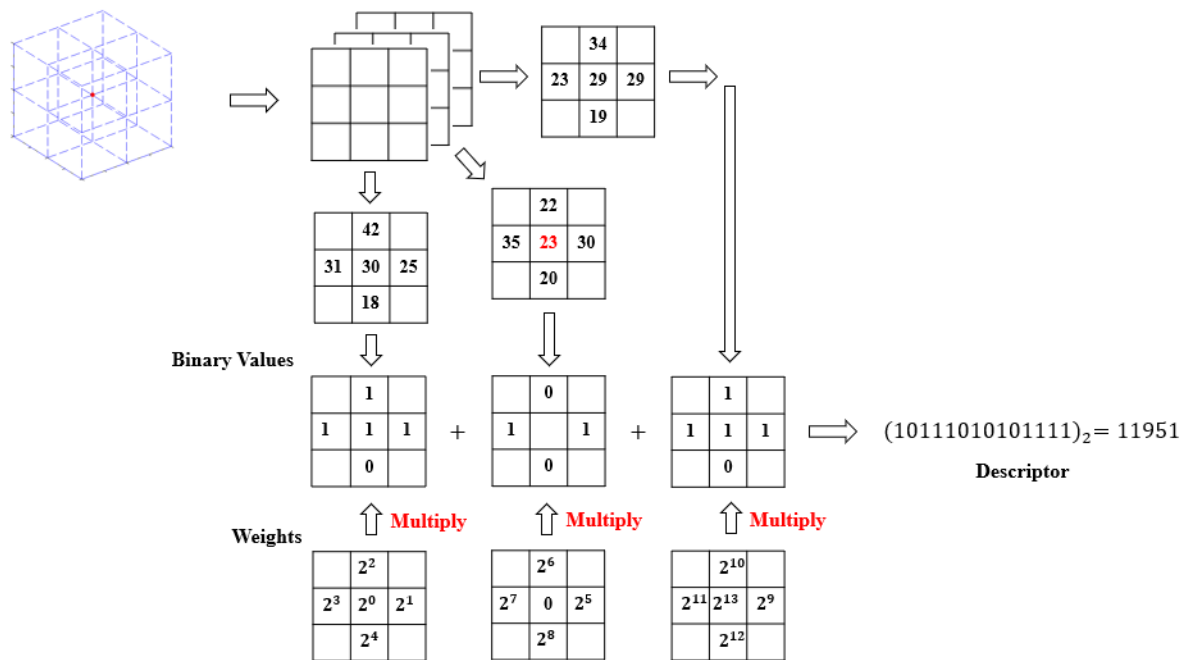 34
23 29 29
19
42
31 30 25
18
22
35 23 30
20
Binary Values
1
1 1 1
0
+
0
1 1
0
+
1
1 1 1
0
(10111010101111)₂= 11951
Descriptor
Multiply
Multiply
Multiply
Weights
2²
2³ 2⁰ 2¹
2⁴
2⁶
2⁷ 0 2⁵
2⁸
2¹⁰
2¹¹ 2¹³ 2⁹
2¹²